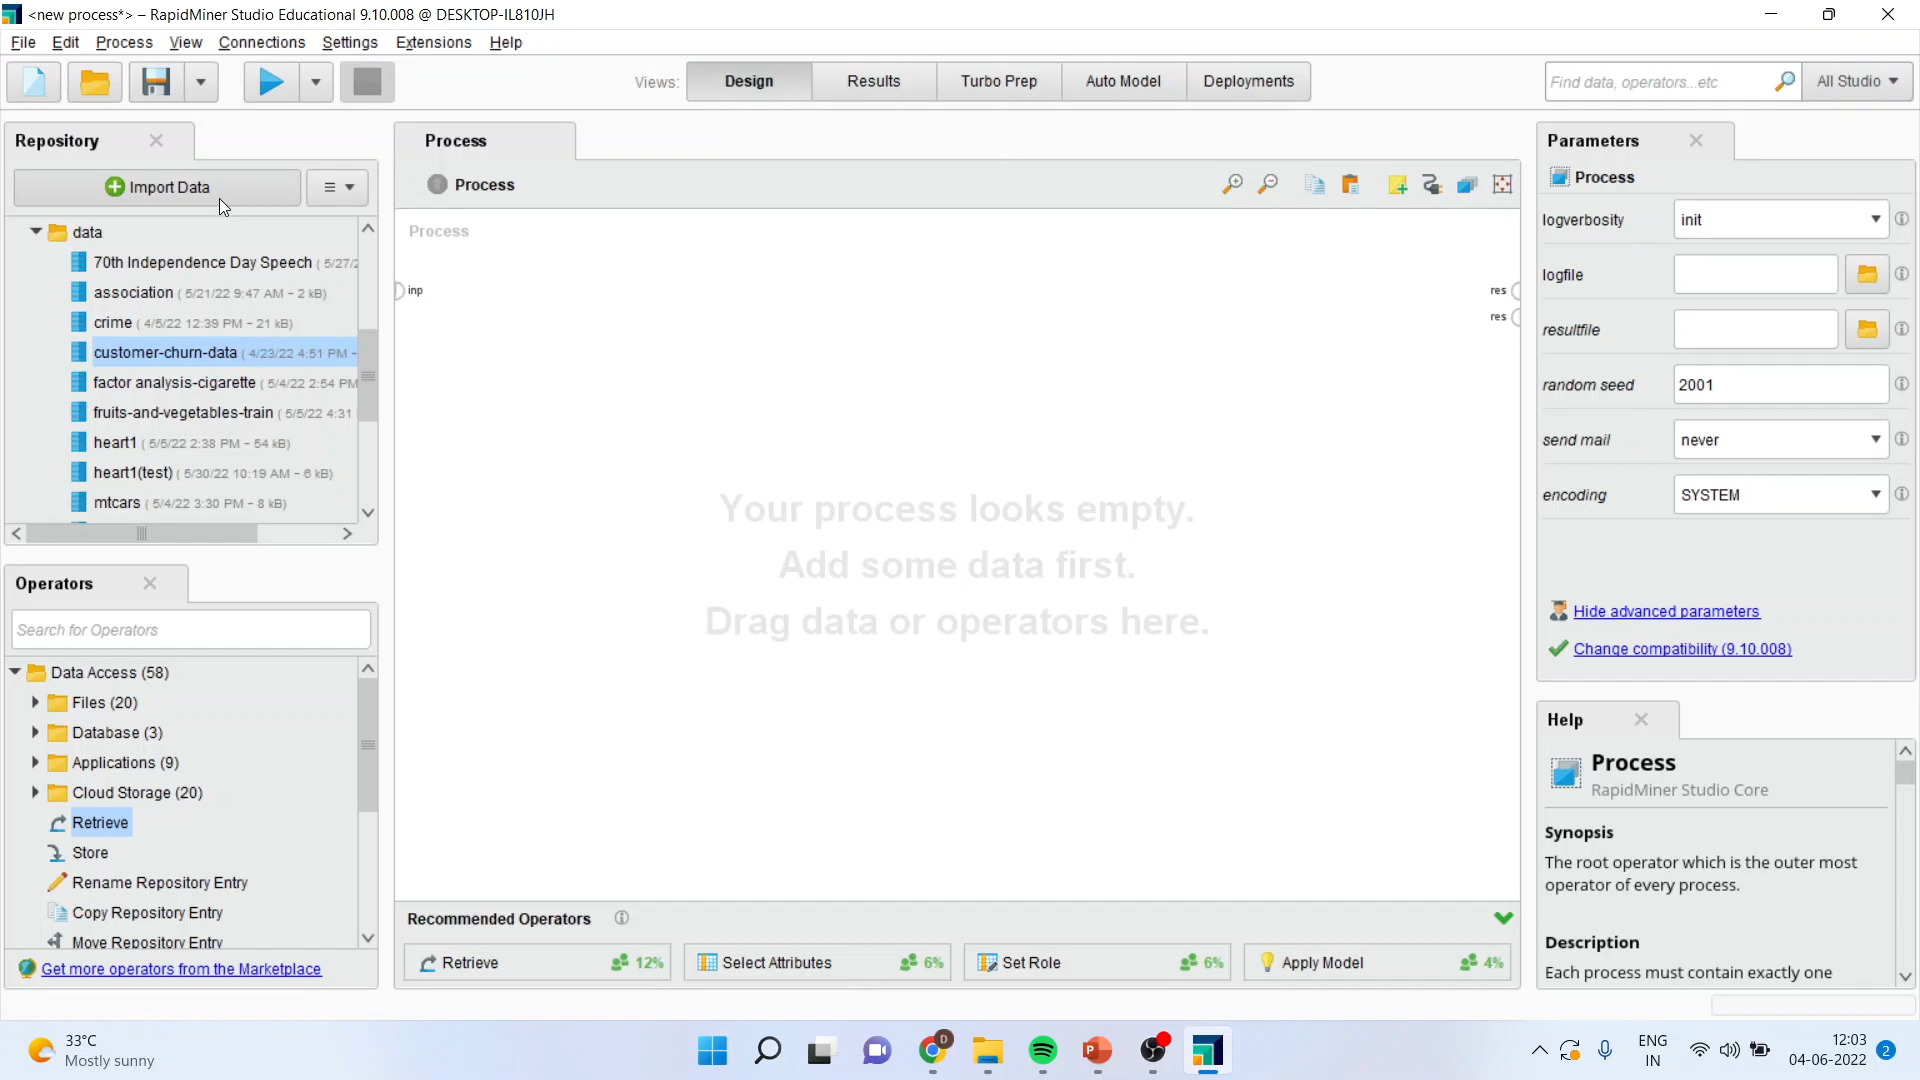 <new process*> – RapidMiner Studio Educational 9.10.008 @ DESKTOP-IL810JH
File Edit Process View Connections Settings Extensions Help
Views: Design Results Turbo Prep Auto Model Deployments
Find data, operators...etc All Studio
Repository
Import Data
data
70th Independence Day Speech ( 5/27/2
association ( 5/21/22 9:47 AM – 2 kB)
crime ( 4/5/22 12:39 PM – 21 kB)
customer-churn-data ( 4/23/22 4:51 PM –
factor analysis-cigarette ( 5/4/22 2:54 PM
fruits-and-vegetables-train ( 5/5/22 4:31
heart1 ( 5/5/22 2:38 PM – 54 kB)
heart1(test) ( 5/30/22 10:19 AM – 6 kB)
mtcars ( 5/4/22 3:30 PM – 8 kB)
Operators
Search for Operators
Data Access (58)
Files (20)
Database (3)
Applications (9)
Cloud Storage (20)
Retrieve
Store
Rename Repository Entry
Copy Repository Entry
Move Repository Entry
Get more operators from the Marketplace
Process
Process
Process
inp
res
res
Your process looks empty.
Add some data first.
Drag data or operators here.
Recommended Operators
Retrieve 12%
Select Attributes 6%
Set Role 6%
Apply Model 4%
Parameters
Process
logverbosity init
logfile
resultfile
random seed 2001
send mail never
encoding SYSTEM
Hide advanced parameters
Change compatibility (9.10.008)
Help
Process
RapidMiner Studio Core
Synopsis
The root operator which is the outer most
operator of every process.
Description
Each process must contain exactly one
33°C
Mostly sunny
D
P
ENG
IN
12:03
04-06-2022
2